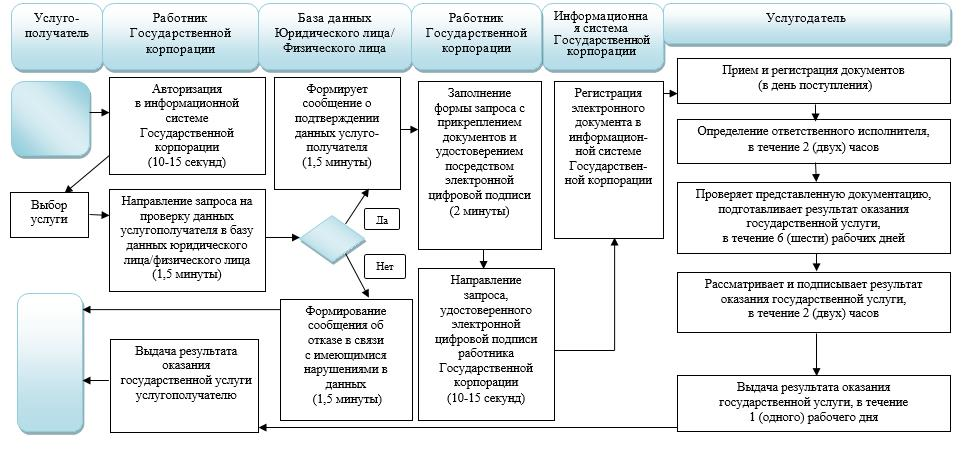 Услуго-
получатель
Работник
Государственной
корпорации
База данных
Юридического лица/
Физического лица
Работник
Государственной
корпорации
Информационна
я система
Государственной
корпорации
Услугодатель
Авторизация
в информационной
системе
Государственной
корпорации
(10-15 секунд)
Выбор
услуги
Направление запроса на
проверку данных
услугополучателя в базу
данных юридического
лица/физического лица
(1,5 минуты)
Формирует
сообщение о
подтверждении
данных услуго-
получателя
(1,5 минуты)
Да
Нет
Формирование
сообщения об
отказе в связи
с имеющимися
нарушениями в
данных
(1,5 минуты)
Заполнение
формы запроса с
прикреплением
документов и
удостоверением
посредством
электронной
цифровой подписи
(2 минуты)
Направление
запроса,
удостоверенного
электронной
цифровой подписи
работника
Государственной
корпорации
(10-15 секунд)
Регистрация
электронного
документа в
информацион-
ной системе
Государствен-
ной корпорации
Прием и регистрация документов
(в день поступления)
Определение ответственного исполнителя,
в течение 2 (двух) часов
Проверяет представленную документацию,
подготавливает результат оказания
государственной услуги,
в течение 6 (шести) рабочих дней
Рассматривает и подписывает результат
оказания государственной услуги,
в течение 2 (двух) часов
Выдача результата оказания
государственной услуги, в течение
1 (одного) рабочего дня
Выдача результата
оказания
государственной услуги
услугополучателю